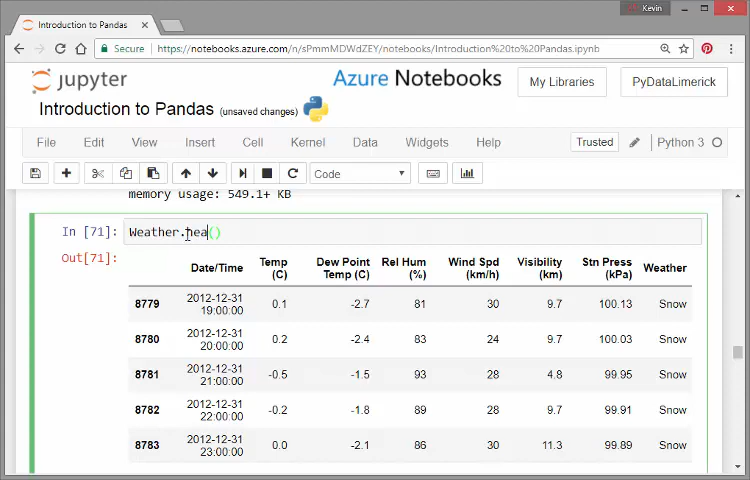 Kevin
Introduction to Pandas
Secure
https://notebooks.azure.com/n/sPmmMDWdZEY/notebooks/Introduction%20to%20Pandas.ipynb
jupyter
Azure Notebooks
My Libraries
PyDataLimerick
Introduction to Pandas (unsaved changes)
File Edit View Insert Cell Kernel Data Widgets Help
Trusted
Python 3
Code
memory usage: 549.1+ KB
In [71]: Weather.hea()
Out[71]:
Date/Time Temp (C) Dew Point Temp (C) Rel Hum (%) Wind Spd (km/h) Visibility (km) Stn Press (kPa) Weather
8779 2012-12-31 19:00:00 0.1 -2.7 81 30 9.7 100.13 Snow
8780 2012-12-31 20:00:00 0.2 -2.4 83 24 9.7 100.03 Snow
8781 2012-12-31 21:00:00 -0.5 -1.5 93 28 4.8 99.95 Snow
8782 2012-12-31 22:00:00 -0.2 -1.8 89 28 9.7 99.91 Snow
8783 2012-12-31 23:00:00 0.0 -2.1 86 30 11.3 99.89 Snow